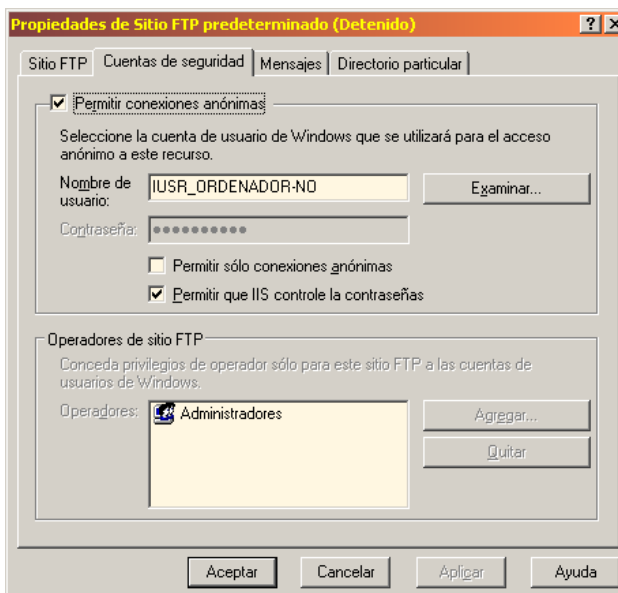 Propiedades de Sitio FTP predeterminado (Detenido)
Sitio FTP
Cuentas de seguridad
Mensajes
Directorio particular
Permitir conexiones anónimas
Seleccione la cuenta de usuario de Windows que se utilizará para el acceso
anónimo a este recurso.
Nombre de
usuario:
IUSR_ORDENADOR-NO
Examinar...
Contraseña:
Permitir sólo conexiones anónimas
Permitir que IIS controle la contraseñas
Operadores de sitio FTP
Conceda privilegios de operador sólo para este sitio FTP a las cuentas de
usuarios de Windows.
Operadores:
Administradores
Agregar...
Quitar
Aceptar
Cancelar
Aplicar
Ayuda